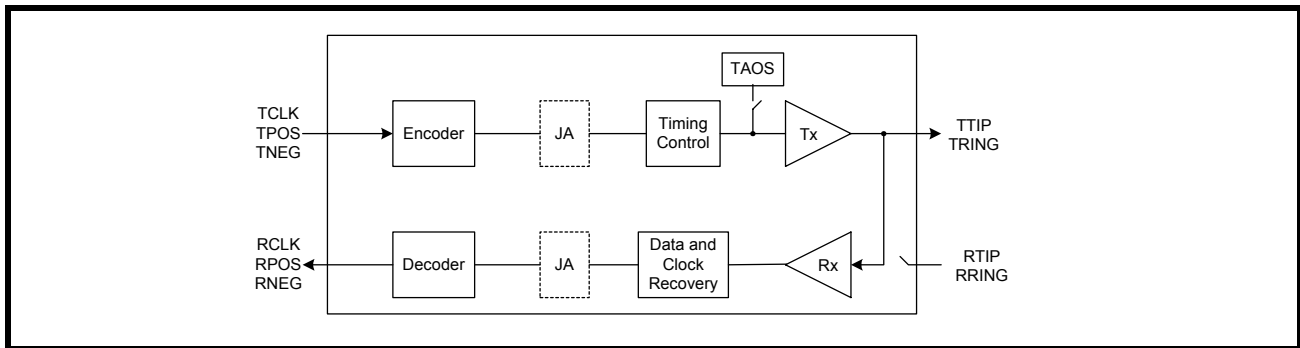 TAOS
TCLK
TPOS
TNEG
Encoder
JA
Timing
Control
Tx
TTIP
TRING
RCLK
RPOS
RNEG
Decoder
JA
Data and
Clock
Recovery
Rx
RTIP
RRING